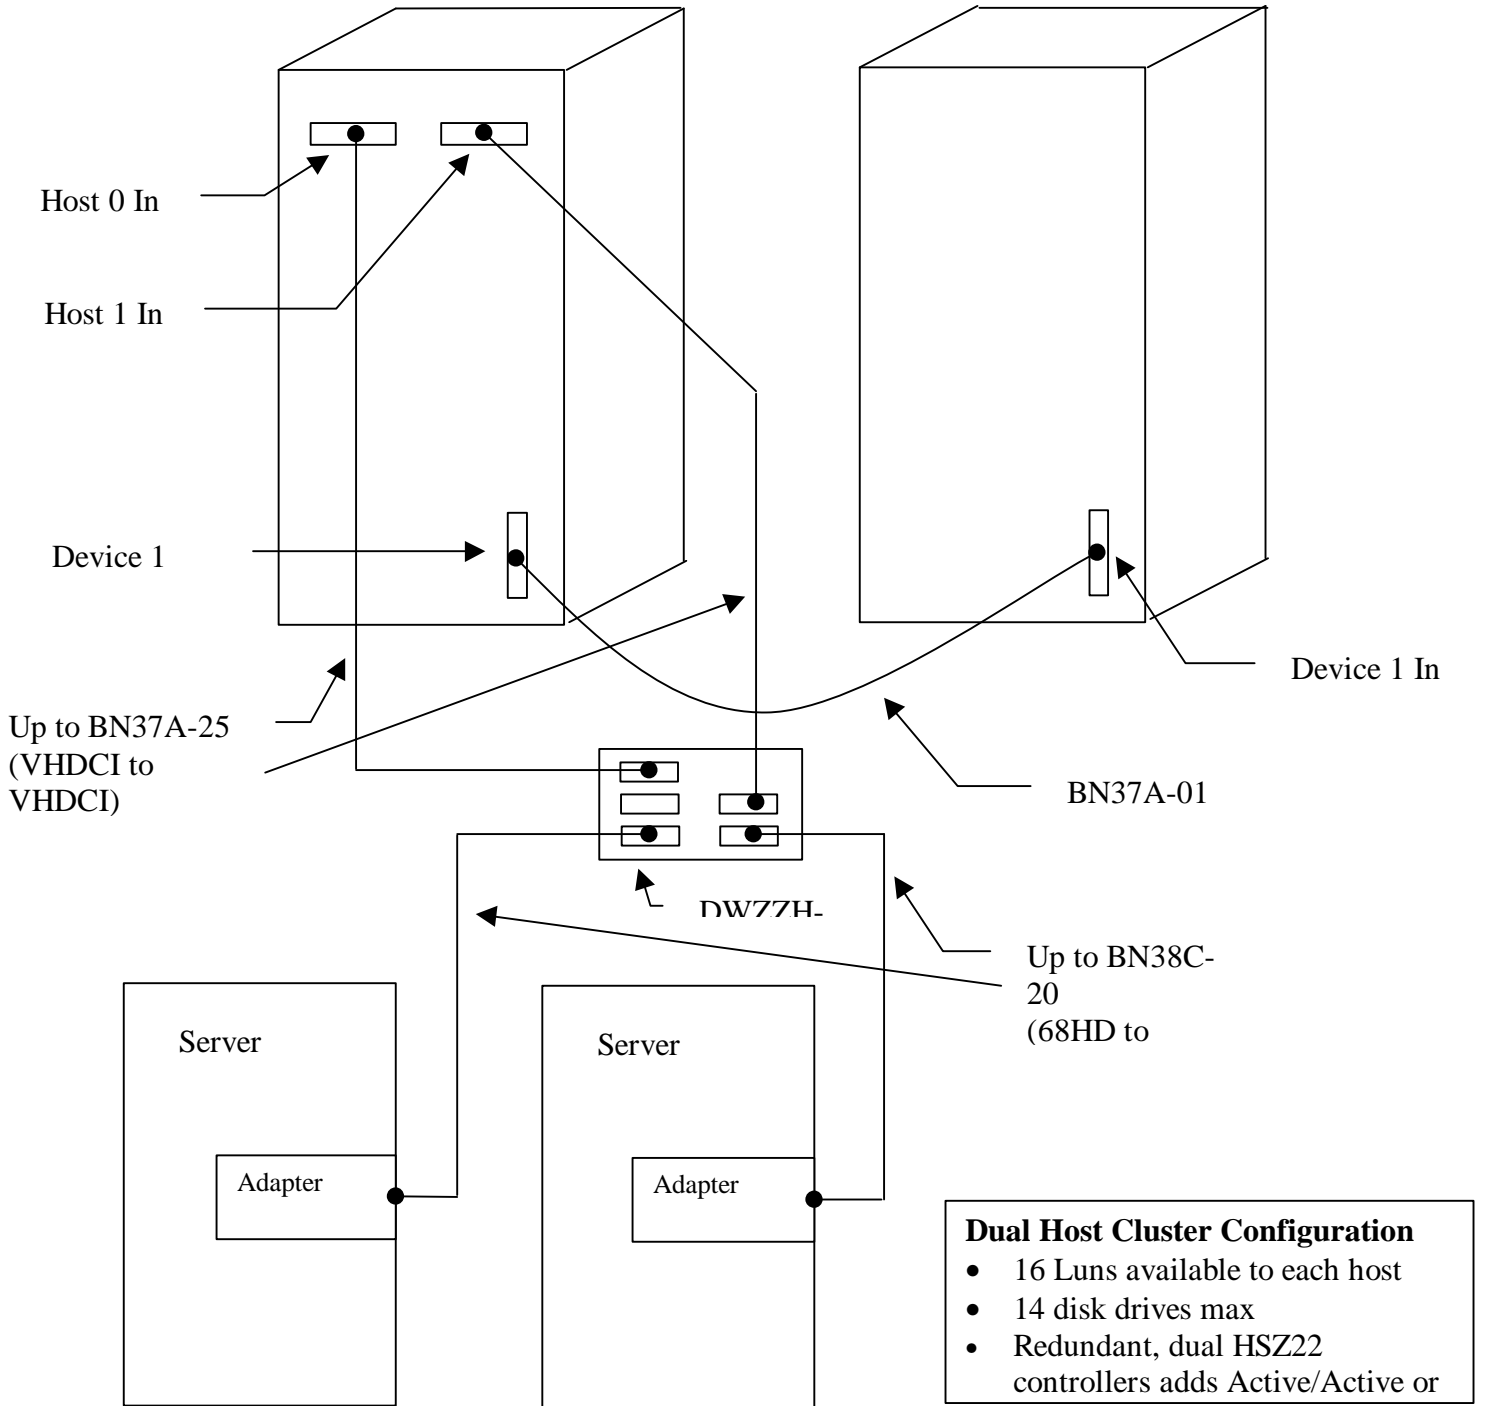 Host 0 In
Host 1 In
Device 1
Device 1 In
Up to BN37A-25
(VHDCI to
VHDCI)
BN37A-01
DWZZH-
Up to BN38C-
20
(68HD to
Server
Server
Adapter
Adapter
Dual Host Cluster Configuration
• 16 Luns available to each host
• 14 disk drives max
• Redundant, dual HSZ22
controllers adds Active/Active or